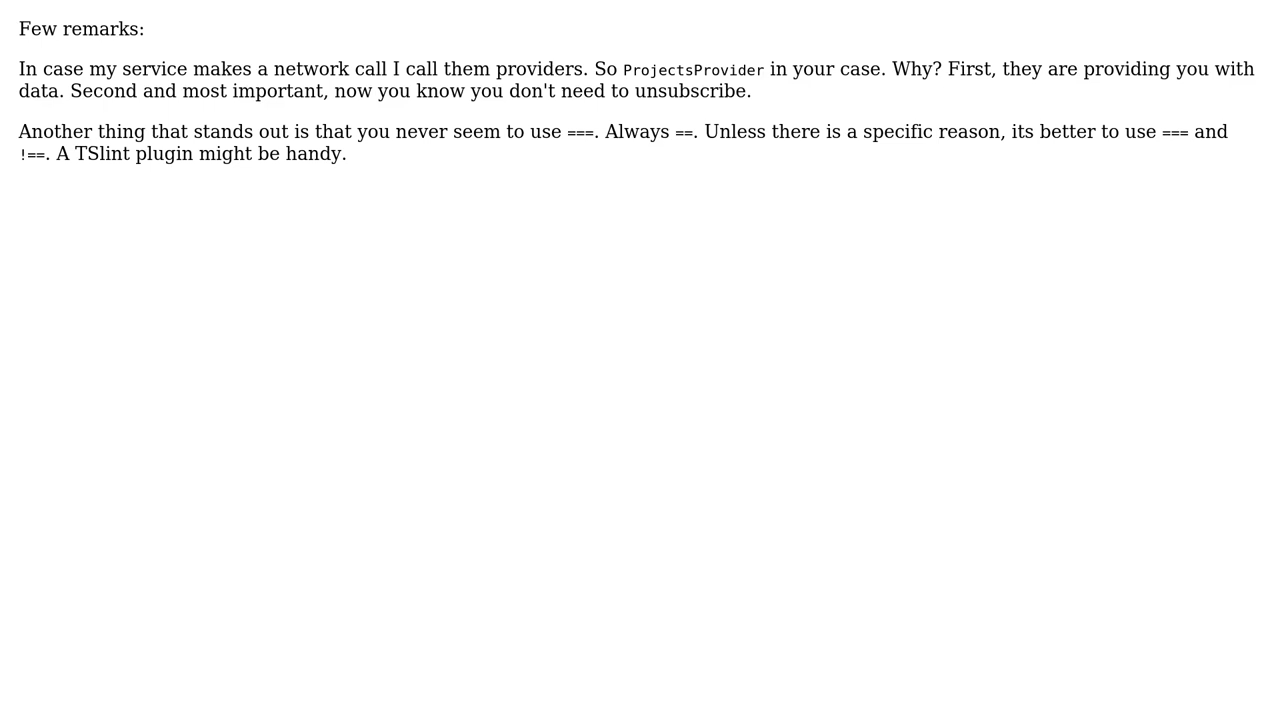 Few remarks:
In case my service makes a network call I call them providers. So ProjectsProvider in your case. Why? First, they are providing you with
data. Second and most important, now you know you don't need to unsubscribe.
Another thing that stands out is that you never seem to use ===. Always ==. Unless there is a specific reason, its better to use === and
!==. A TSlint plugin might be handy.